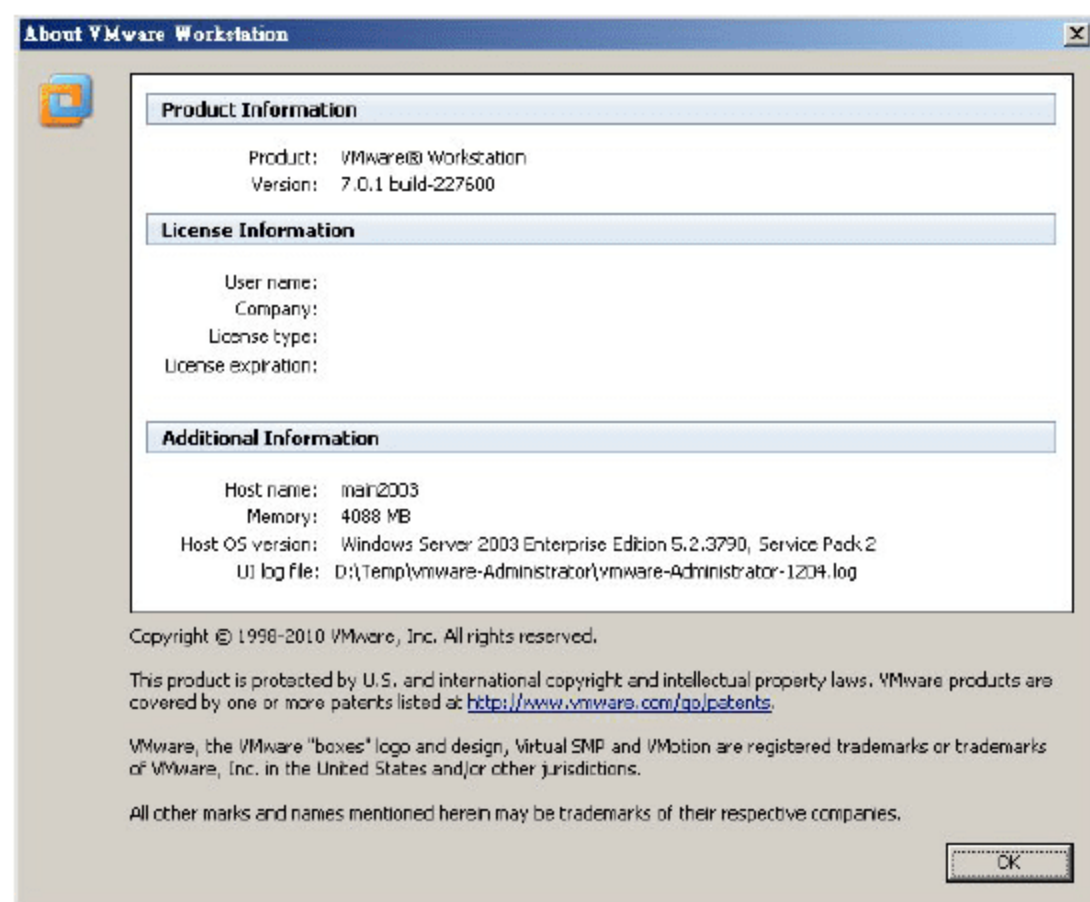 About VMware Workstation
Product Information
Product: VMware® Workstation
Version: 7.0.1 build-227600
License Information
User name:
Company:
License type:
License expiration:
Additional Information
Host name: main2003
Memory: 4088 MB
Host OS version: Windows Server 2003 Enterprise Edition 5.2.3790, Service Pack 2
UI log file: D:\Temp\vmware-Administrator\vmware-Administrator-1204.log
Copyright © 1998-2010 VMware, Inc. All rights reserved.
This product is protected by U.S. and international copyright and intellectual property laws. VMware products are
covered by one or more patents listed at http://www.vmware.com/go/patents.
VMware, the VMware "boxes" logo and design, Virtual SMP and VMotion are registered trademarks or trademarks
of VMware, Inc. in the United States and/or other jurisdictions.
All other marks and names mentioned herein may be trademarks of their respective companies.
OK